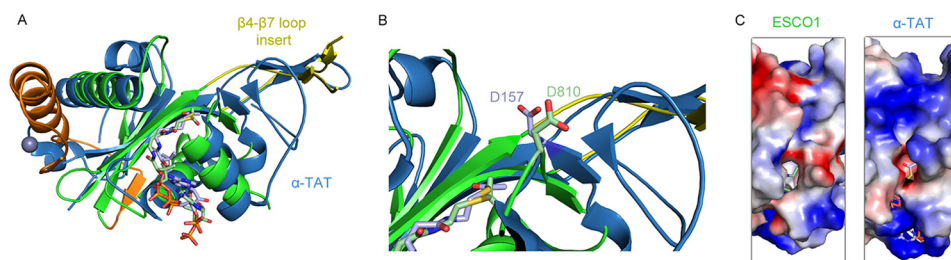 A
β4-β7 loop
insert
α-TAT
B
D157
D810
C
ESCO1
α-TAT